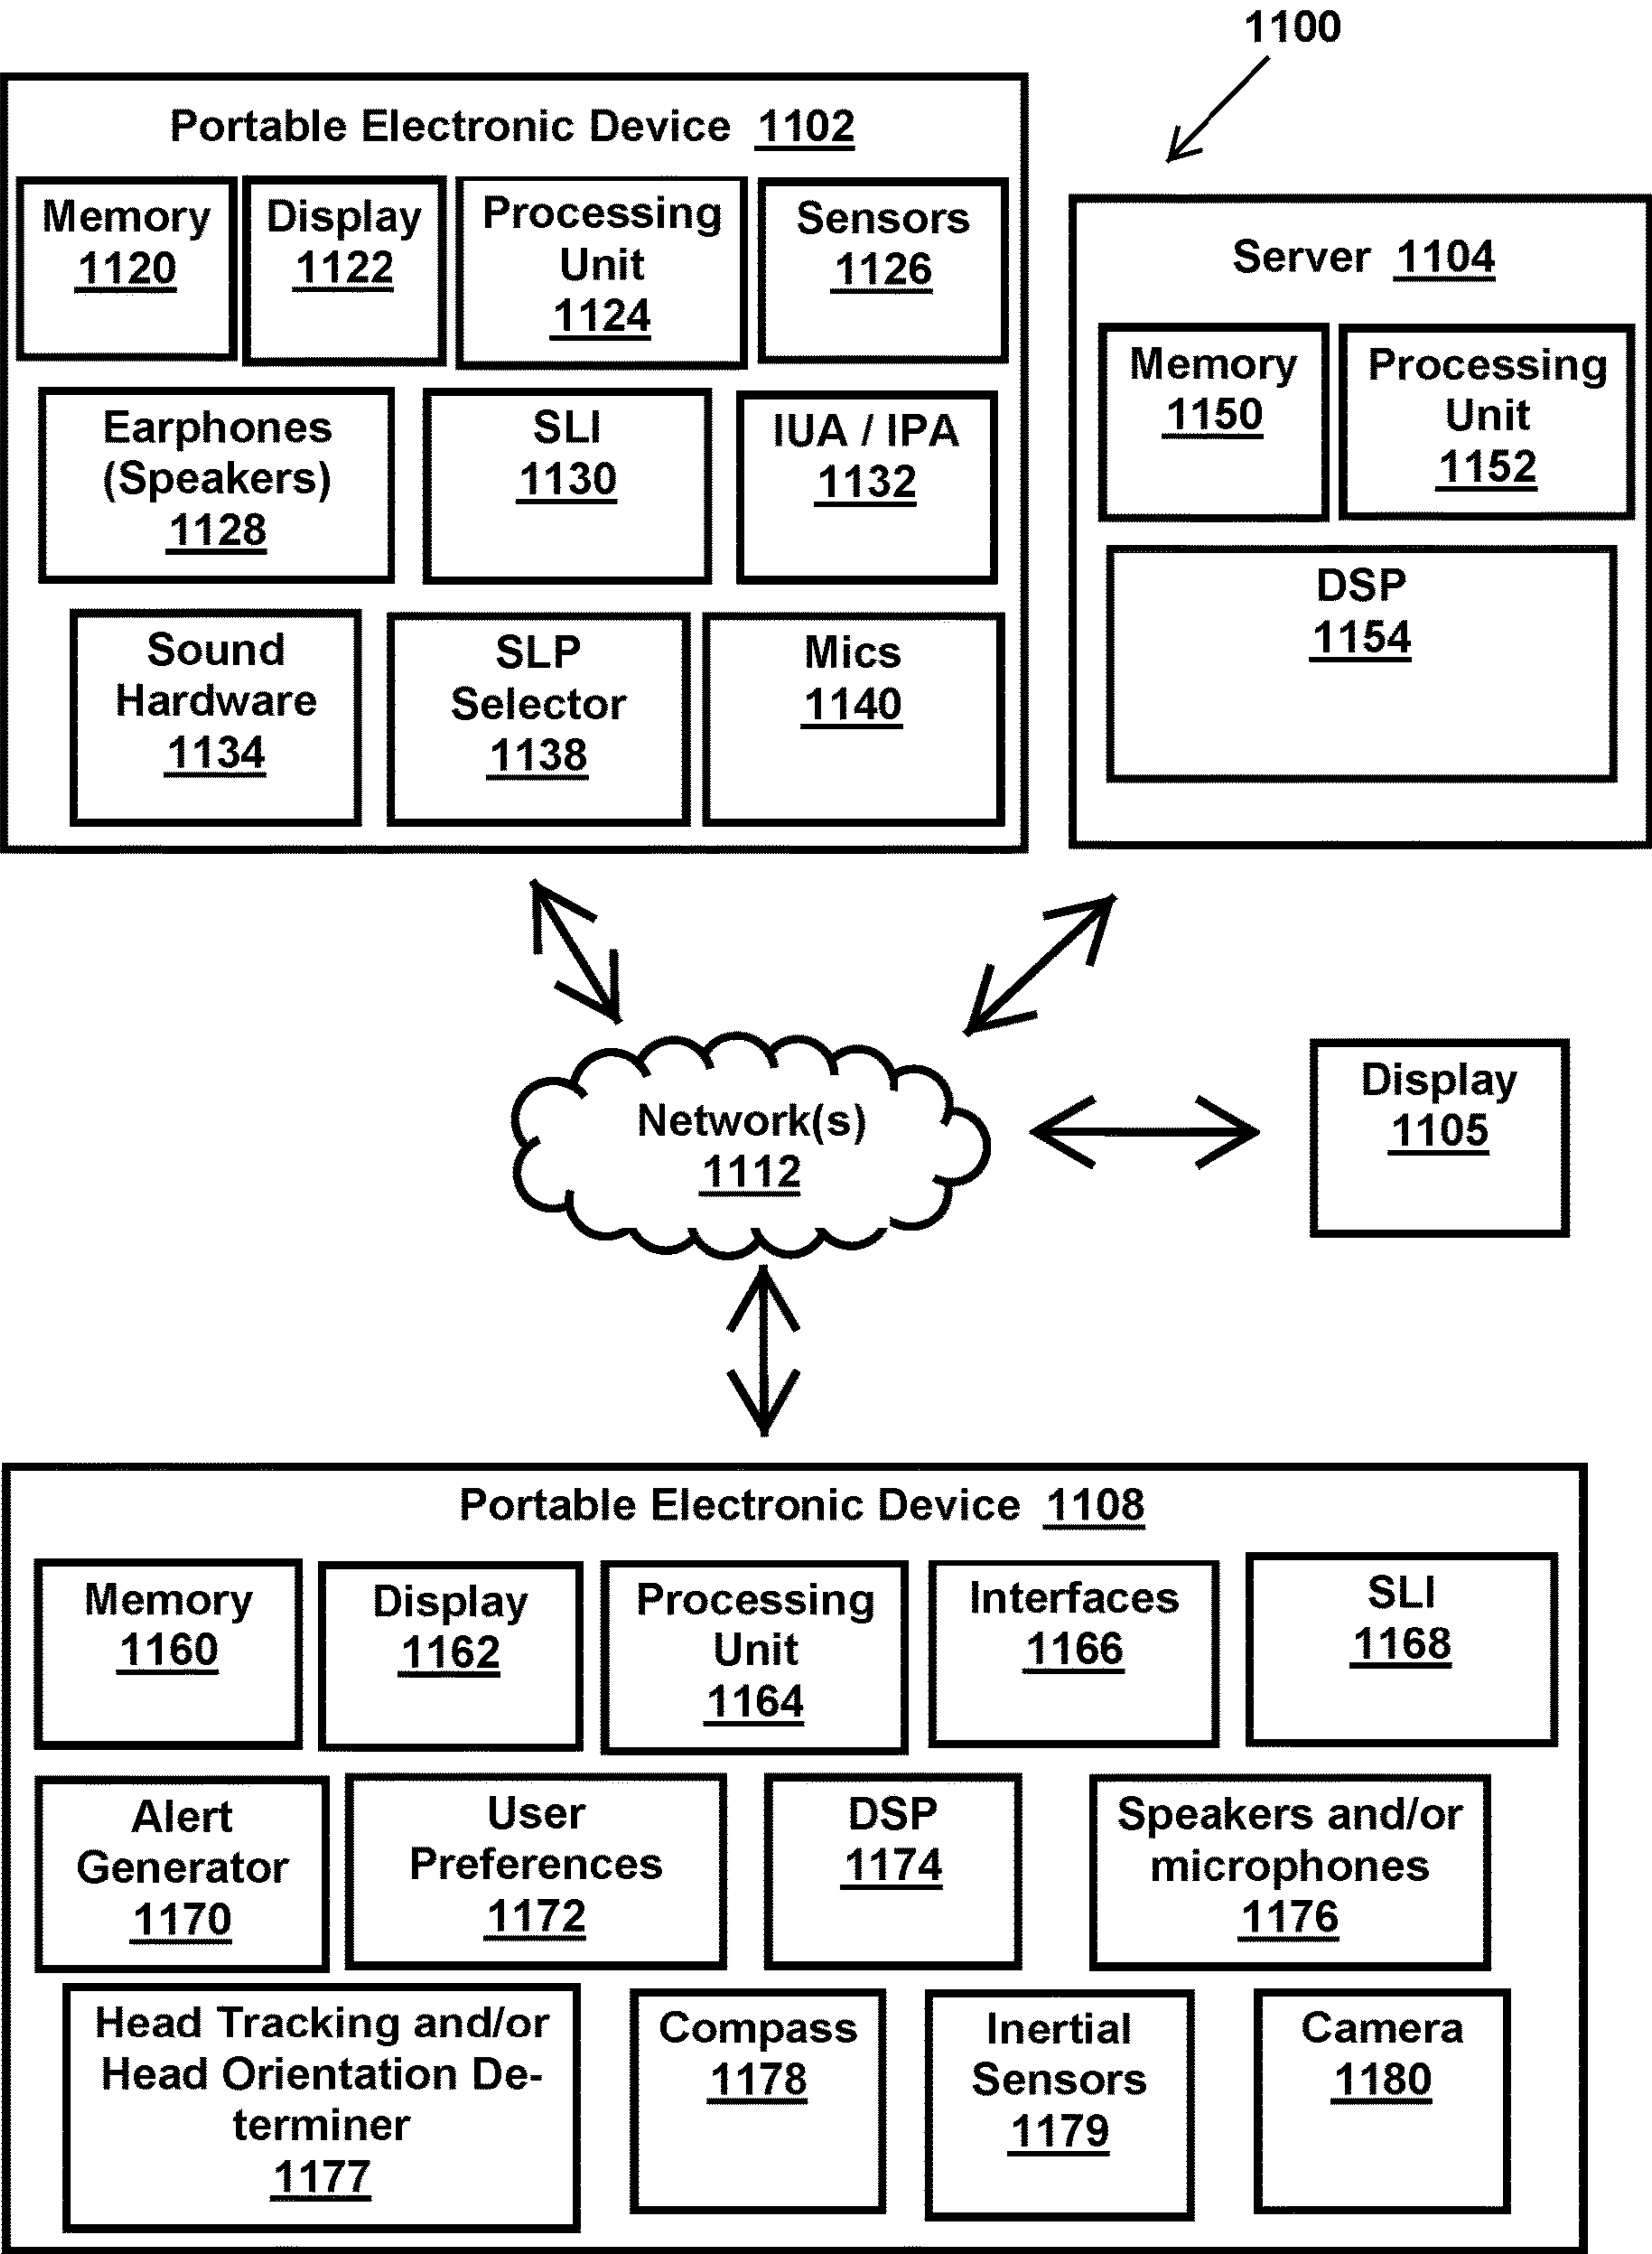 1100
Portable Electronic Device 1102
Memory
1120
Display
1122
Processing
Unit
1124
Sensors
1126
Earphones
(Speakers)
1128
SLI
1130
IUA / IPA
1132
Sound
Hardware
1134
SLP
Selector
1138
Mics
1140
Server 1104
Memory
1150
Processing
Unit
1152
DSP
1154
Network(s)
1112
Display
1105
Portable Electronic Device 1108
Memory
1160
Display
1162
Processing
Unit
1164
Interfaces
1166
SLI
1168
Alert
Generator
1170
User
Preferences
1172
DSP
1174
Speakers and/or
microphones
1176
Head Tracking and/or
Head Orientation De-
terminer
1177
Compass
1178
Inertial
Sensors
1179
Camera
1180